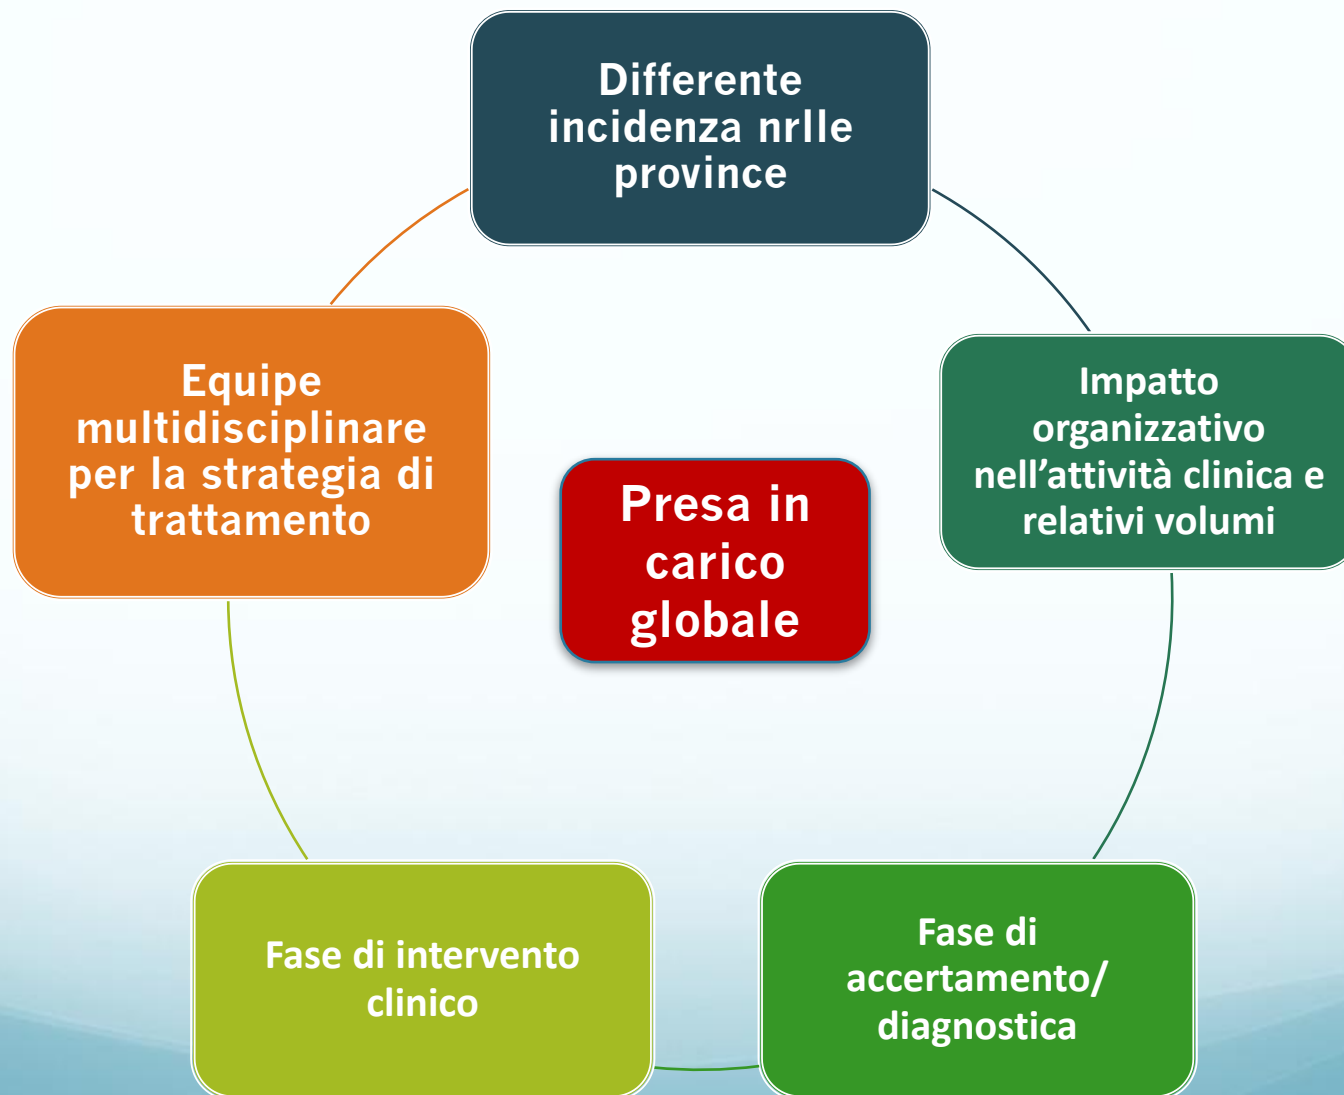 Differente
incidenza nrlle
province
Equipe
multidisciplinare
per la strategia di
trattamento
Impatto
organizzativo
nell’attività clinica e
relativi volumi
Presa in
carico
globale
Fase di intervento
clinico
Fase di
accertamento/
diagnostica